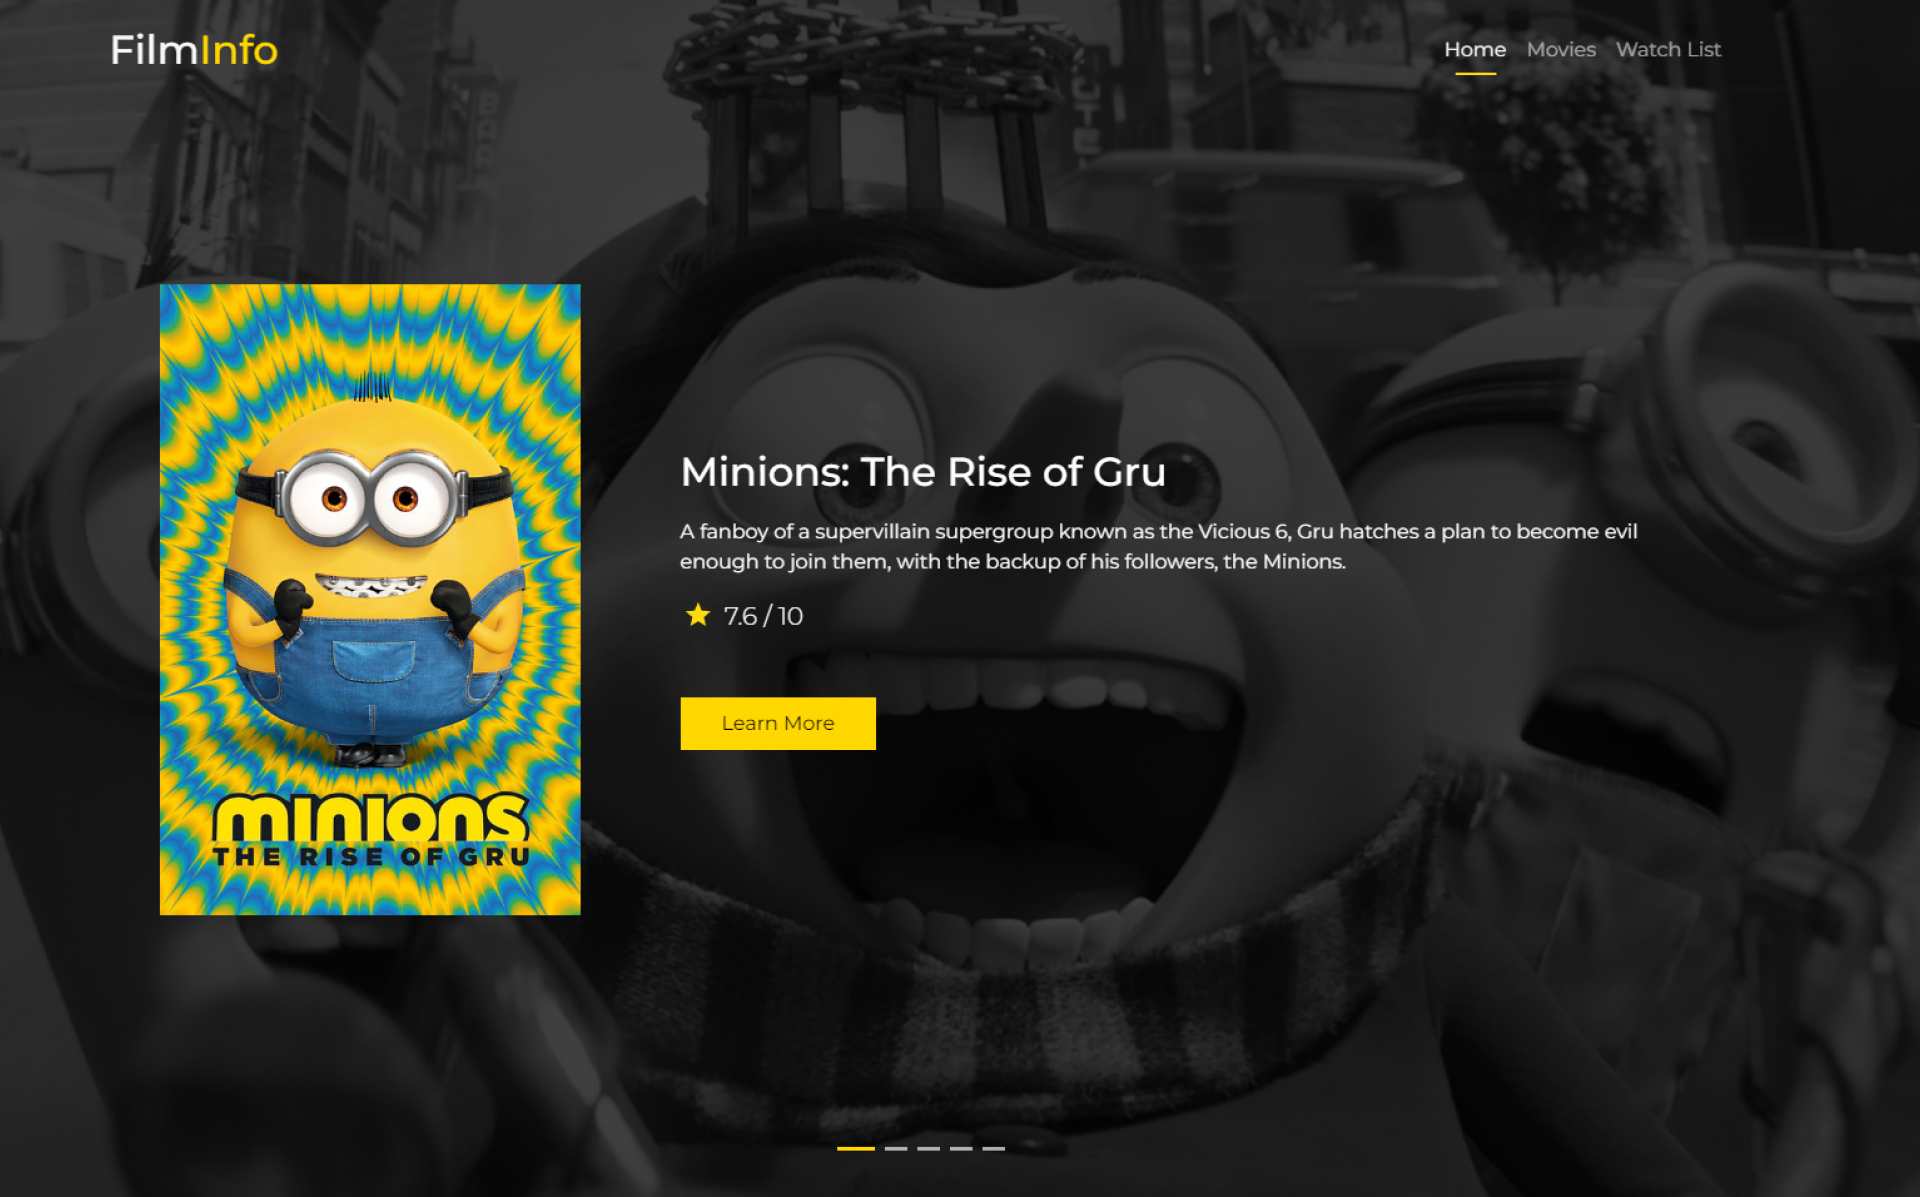 FilmInfo
Home Movies Watch List
minions
THE RISE OF GRU
Minions: The Rise of Gru
A fanboy of a supervillain supergroup known as the Vicious 6, Gru hatches a plan to become evil
enough to join them, with the backup of his followers, the Minions.
7.6 / 10
Learn More